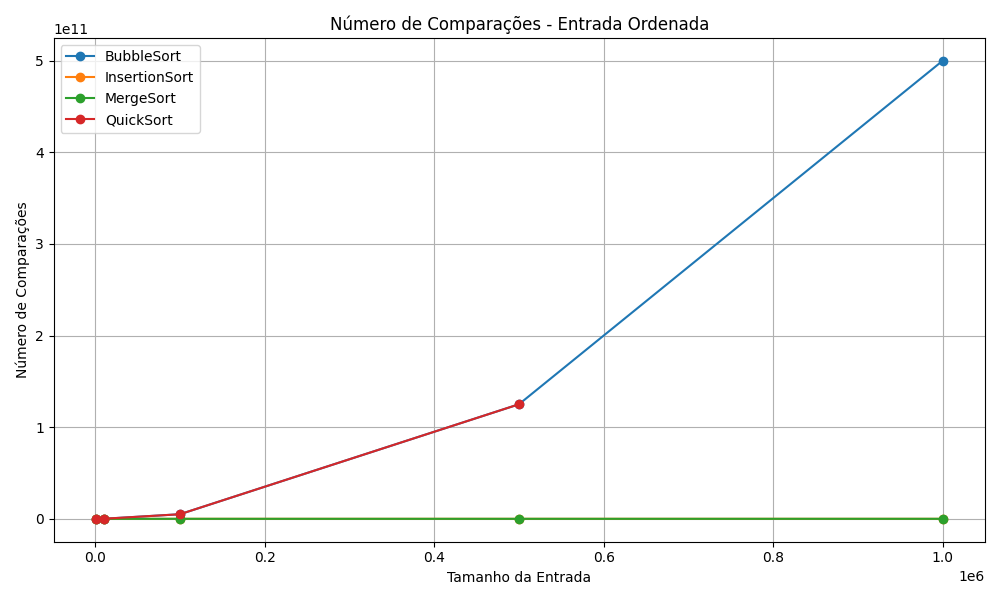 Número de Comparações - Entrada Ordenada
1e11
BubbleSort
InsertionSort
MergeSort
QuickSort
5
4
3
2
1
0
Número de Comparações
0.0
0.2
0.4
0.6
0.8
1.0
1e6
Tamanho da Entrada